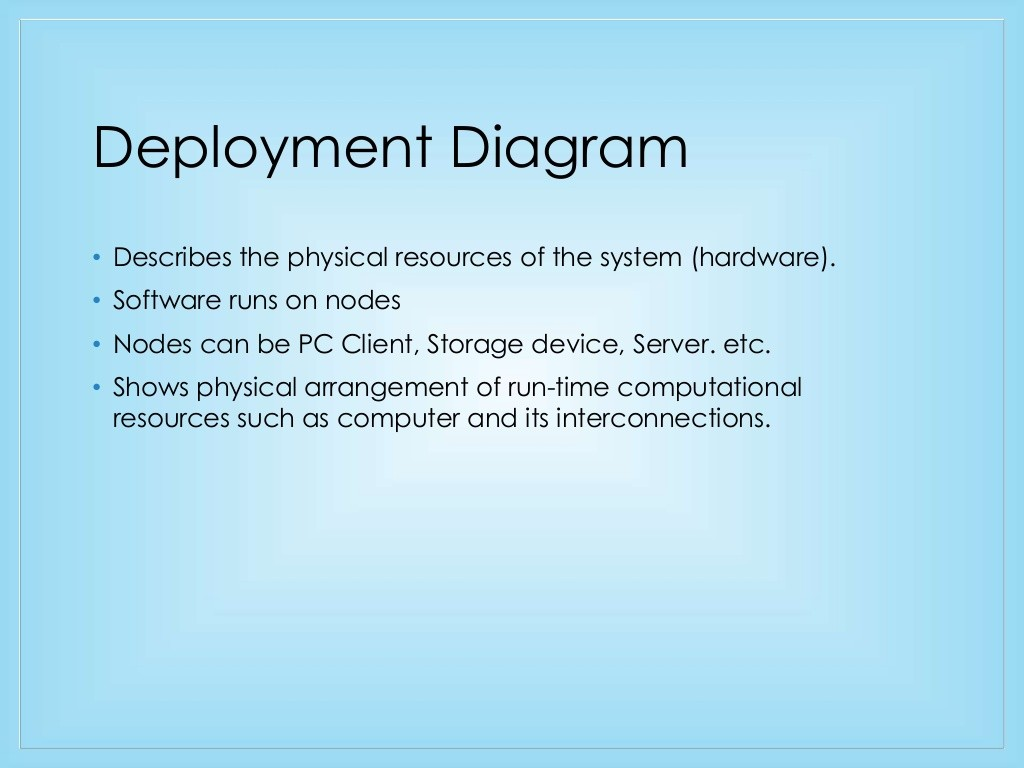 Deployment Diagram
• Describes the physical resources of the system (hardware).
• Software runs on nodes
• Nodes can be PC Client, Storage device, Server. etc.
• Shows physical arrangement of run-time computational
resources such as computer and its interconnections.